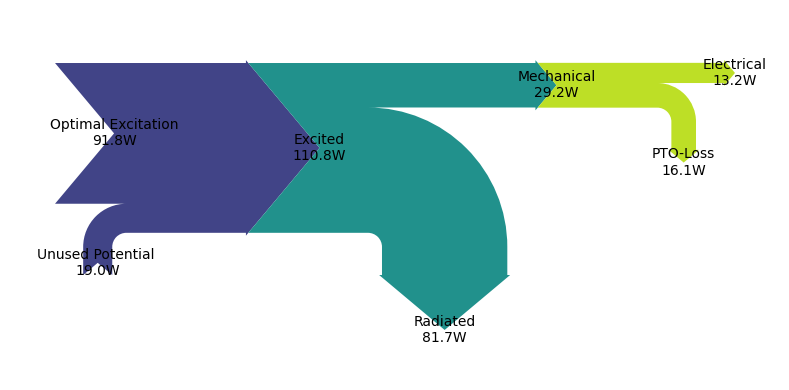 Optimal Excitation
91.8W
Unused Potential
19.0W
Excited
110.8W
Radiated
81.7W
Mechanical
29.2W
Electrical
13.2W
PTO-Loss
16.1W